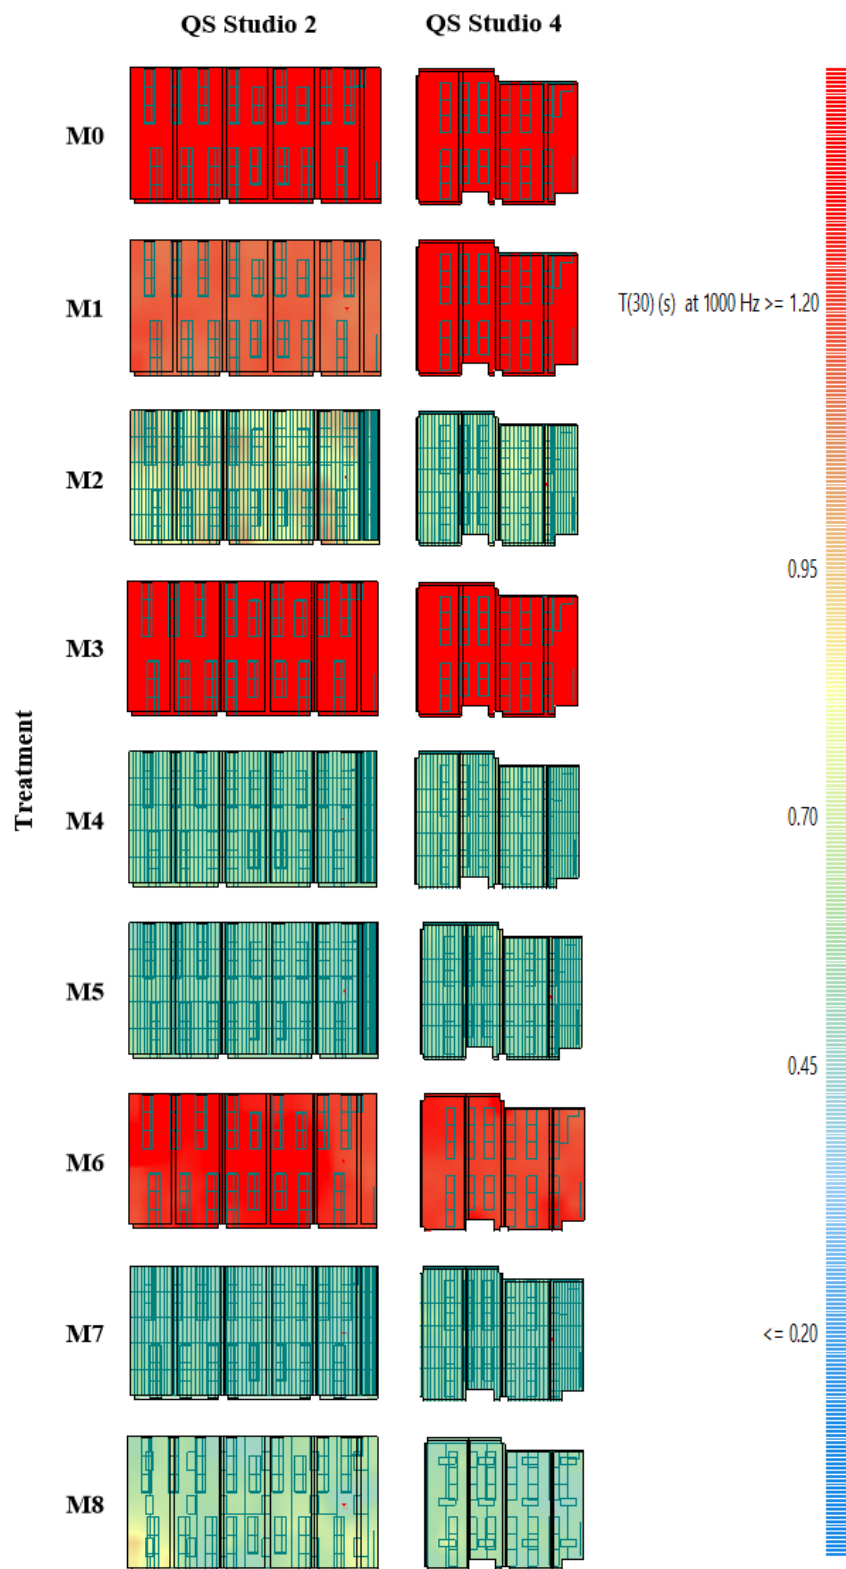 QS Studio 2
QS Studio 4
M0
M1
T(30) (s) at 1000 Hz >= 1.20
M2
0.95
M3
Treatment
0.70
M4
M5
0.45
M6
M7
<= 0.20
M8